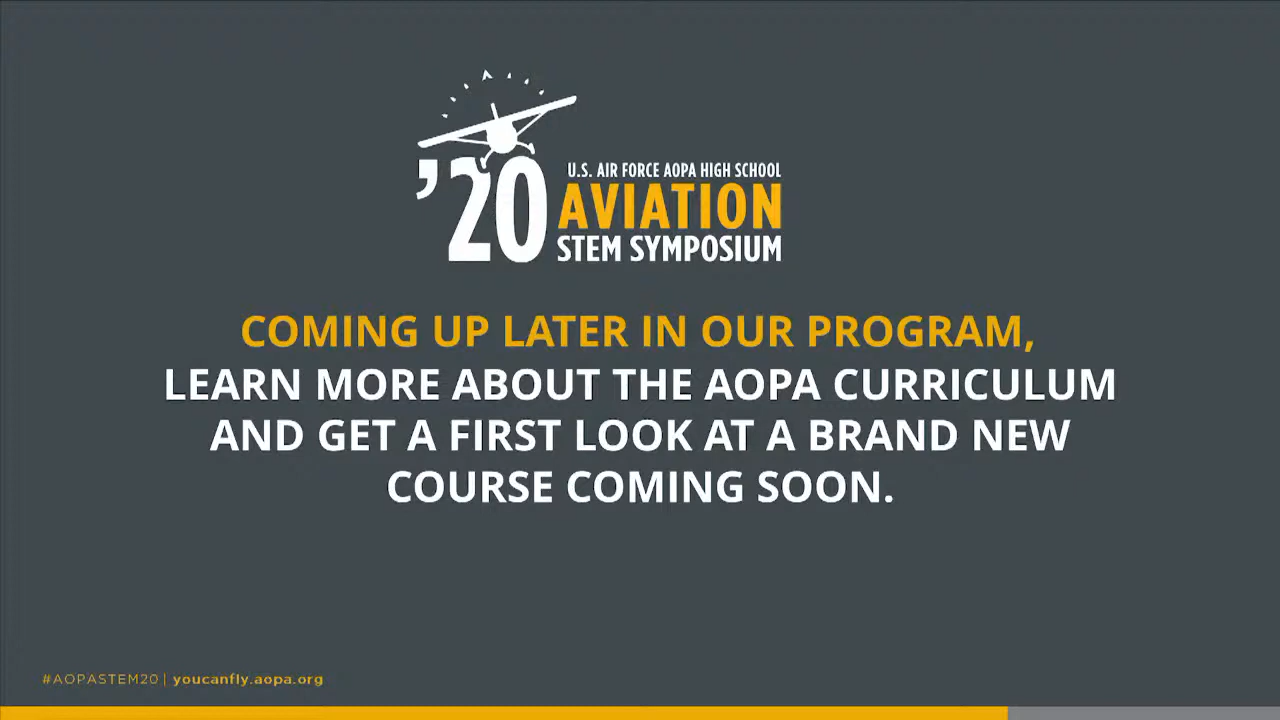 '20
U.S. AIR FORCE AOPA HIGH SCHOOL
AVIATION
STEM SYMPOSIUM
COMING UP LATER IN OUR PROGRAM,
LEARN MORE ABOUT THE AOPA CURRICULUM
AND GET A FIRST LOOK AT A BRAND NEW
COURSE COMING SOON.
#AOPASTEM20 | youcanfly.aopa.org